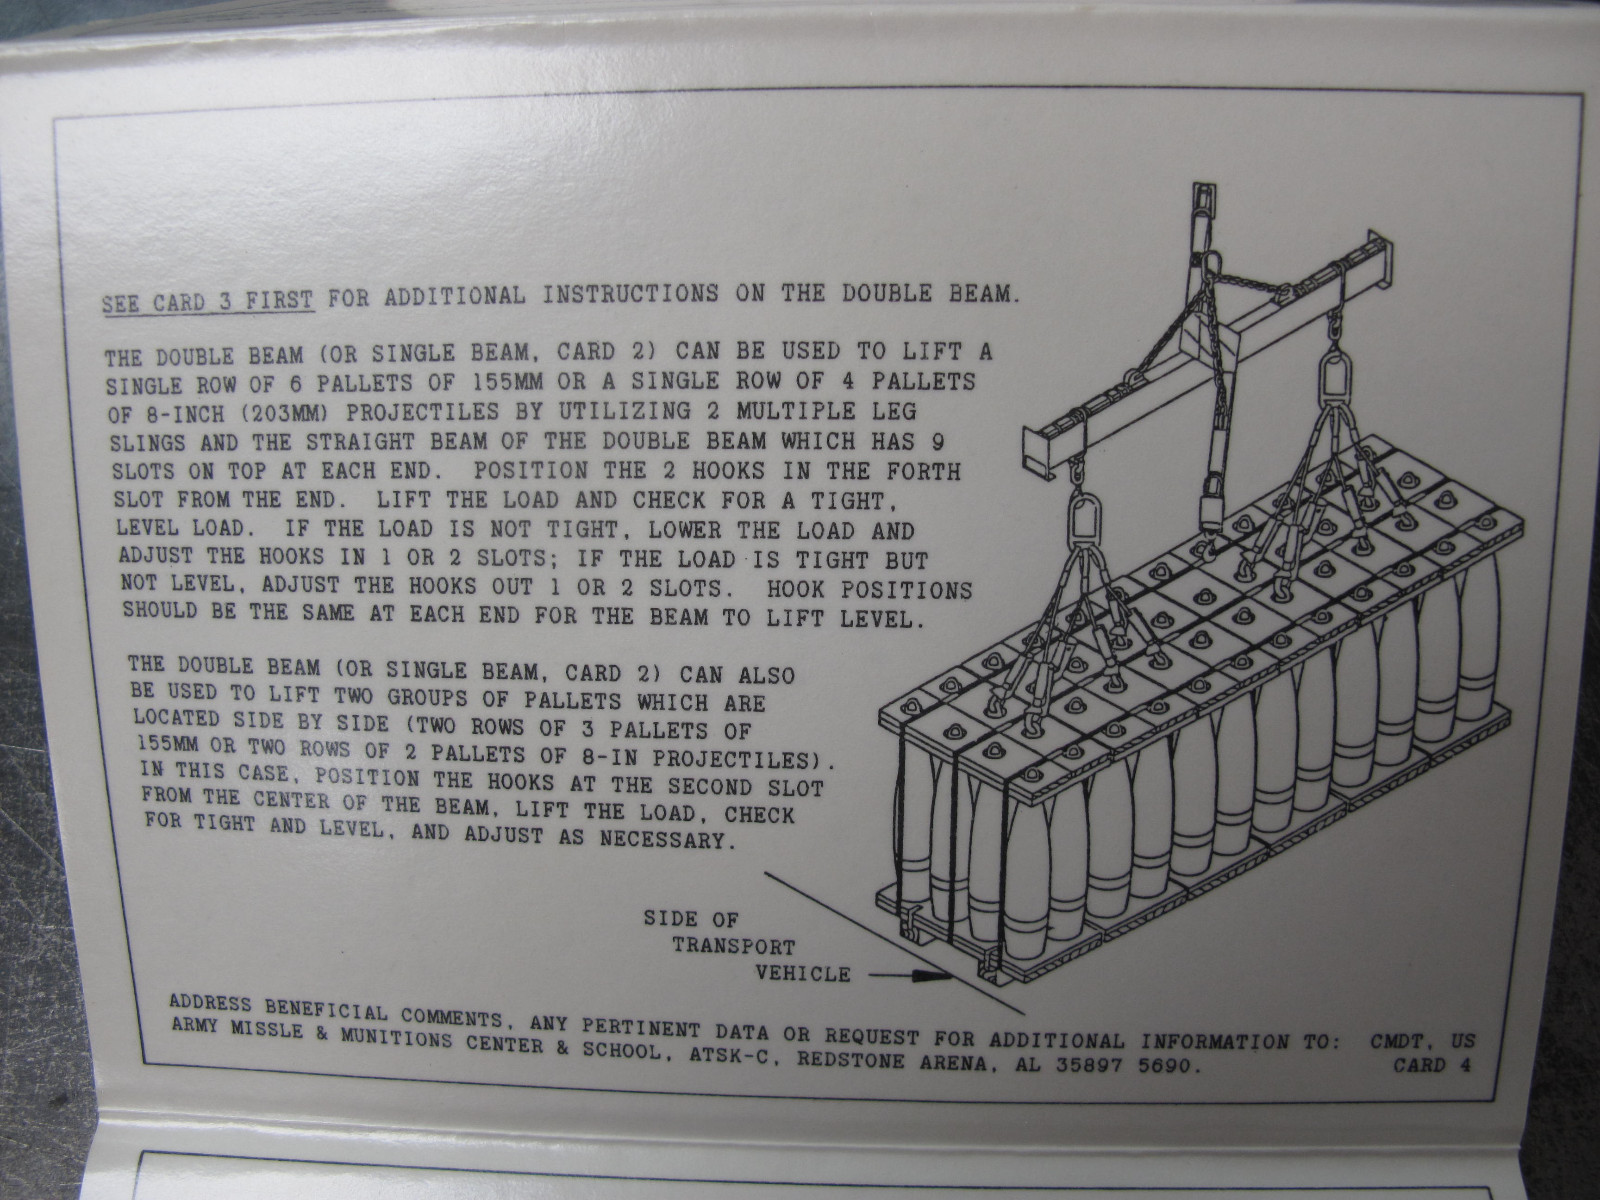 SEE CARD 3 FIRST FOR ADDITIONAL INSTRUCTIONS ON THE DOUBLE BEAM.
THE DOUBLE BEAM (OR SINGLE BEAM, CARD 2) CAN BE USED TO LIFT A
SINGLE ROW OF 6 PALLETS OF 155MM OR A SINGLE ROW OF 4 PALLETS
OF 8-INCH (203MM) PROJECTILES BY UTILIZING 2 MULTIPLE LEG
SLINGS AND THE STRAIGHT BEAM OF THE DOUBLE BEAM WHICH HAS 9
SLOTS ON TOP AT EACH END. POSITION THE 2 HOOKS IN THE FORTH
SLOT FROM THE END. LIFT THE LOAD AND CHECK FOR A TIGHT,
LEVEL LOAD. IF THE LOAD IS NOT TIGHT, LOWER THE LOAD AND
ADJUST THE HOOKS IN 1 OR 2 SLOTS; IF THE LOAD IS TIGHT BUT
NOT LEVEL, ADJUST THE HOOKS OUT 1 OR 2 SLOTS. HOOK POSITIONS
SHOULD BE THE SAME AT EACH END FOR THE BEAM TO LIFT LEVEL.
THE DOUBLE BEAM (OR SINGLE BEAM, CARD 2) CAN ALSO
BE USED TO LIFT TWO GROUPS OF PALLETS WHICH ARE
LOCATED SIDE BY SIDE (TWO ROWS OF 3 PALLETS OF
155MM OR TWO ROWS OF 2 PALLETS OF 8-IN PROJECTILES).
IN THIS CASE, POSITION THE HOOKS AT THE SECOND SLOT
FROM THE CENTER OF THE BEAM, LIFT THE LOAD, CHECK
FOR TIGHT AND LEVEL, AND ADJUST AS NECESSARY.
SIDE OF
TRANSPORT
VEHICLE
ADDRESS BENEFICIAL COMMENTS, ANY PERTINENT DATA OR REQUEST FOR ADDITIONAL INFORMATION TO: CMDT, US
ARMY MISSLE & MUNITIONS CENTER & SCHOOL, ATSK-C, REDSTONE ARENA, AL 35897 5690.
CARD 4